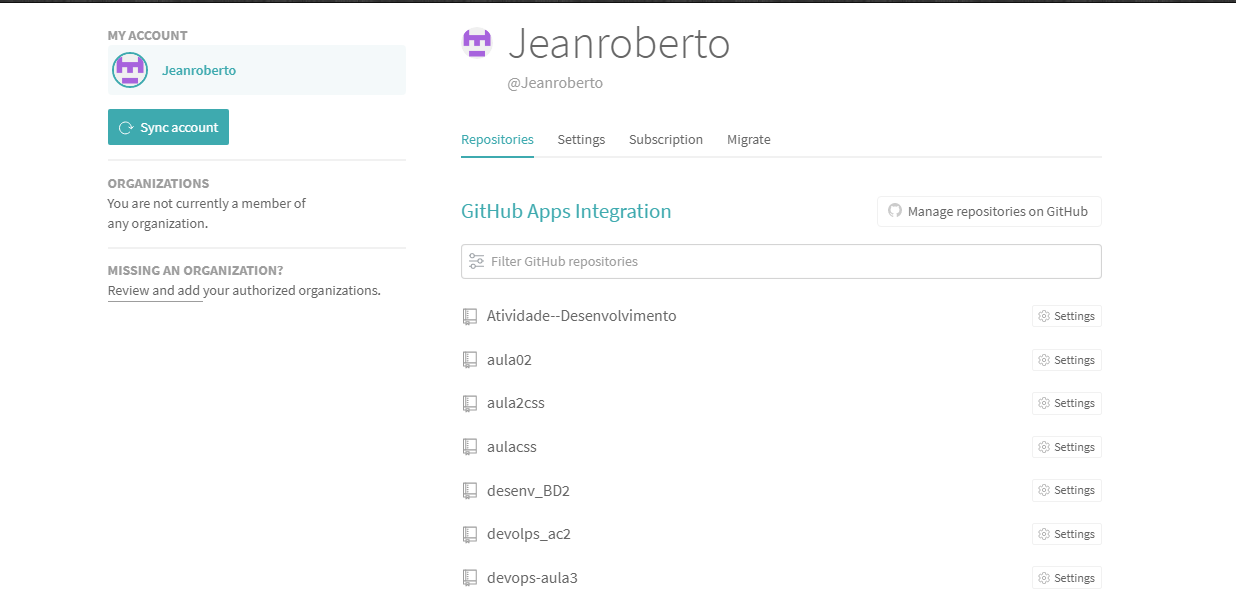 MY ACCOUNT
Jeanroberto
Sync account
ORGANIZATIONS
You are not currently a member of
any organization.
MISSING AN ORGANIZATION?
Review and add your authorized organizations.
Jeanroberto
@Jeanroberto
Repositories Settings Subscription Migrate
GitHub Apps Integration
Manage repositories on GitHub
Filter GitHub repositories
Atividade--Desenvolvimento Settings
aula02 Settings
aula2css Settings
aulacss Settings
desenv_BD2 Settings
devolps_ac2 Settings
devops-aula3 Settings